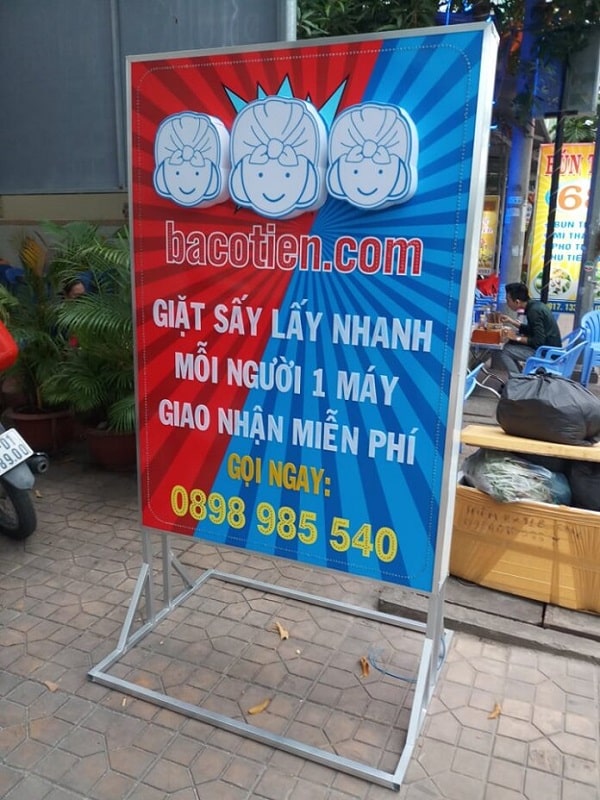 bacotien.com
GIẶT SẤY LẤY NHANH
MỖI NGƯỜI 1 MÁY
GIAO NHẬN MIỄN PHÍ
GỌI NGAY:
0898 985 540
BÚN